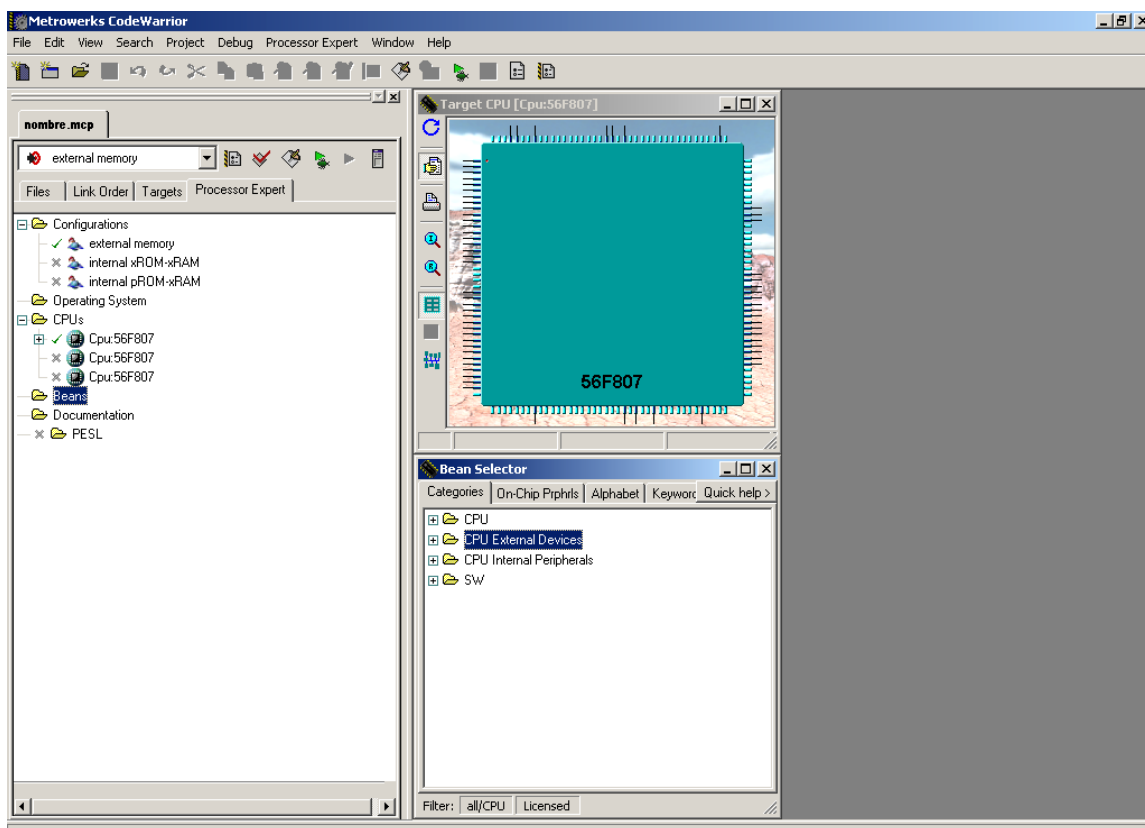 Metrowerks CodeWarrior
File Edit View Search Project Debug Processor Expert Window Help
nombre.mcp
external memory
Files Link Order Targets Processor Expert
Configurations
external memory
internal xROM-xRAM
internal pROM-xRAM
Operating System
CPUs
Cpu:56F807
Cpu:56F807
Cpu:56F807
Beans
Documentation
PESL
Target CPU [Cpu:56F807]
56F807
Bean Selector
Categories On-Chip Prphrls Alphabet Keyword Quick help >
CPU
CPU External Devices
CPU Internal Peripherals
SW
Filter: all/CPU Licensed